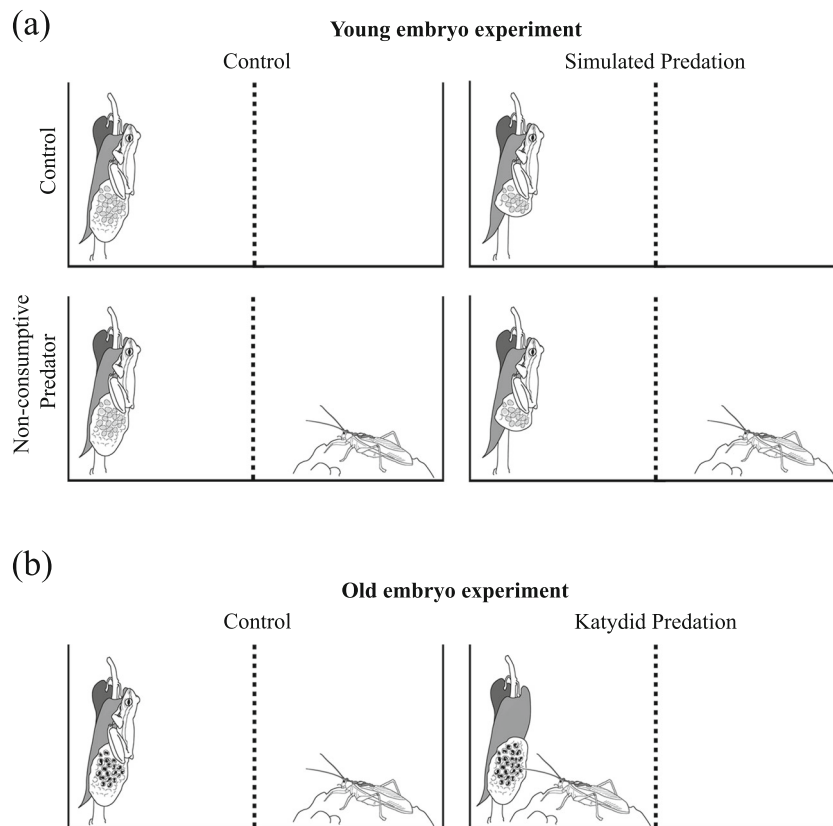 (a)
Young embryo experiment
Control
Simulated Predation
Control
Non-consumptive
Predator
(b)
Old embryo experiment
Control
Katydid Predation